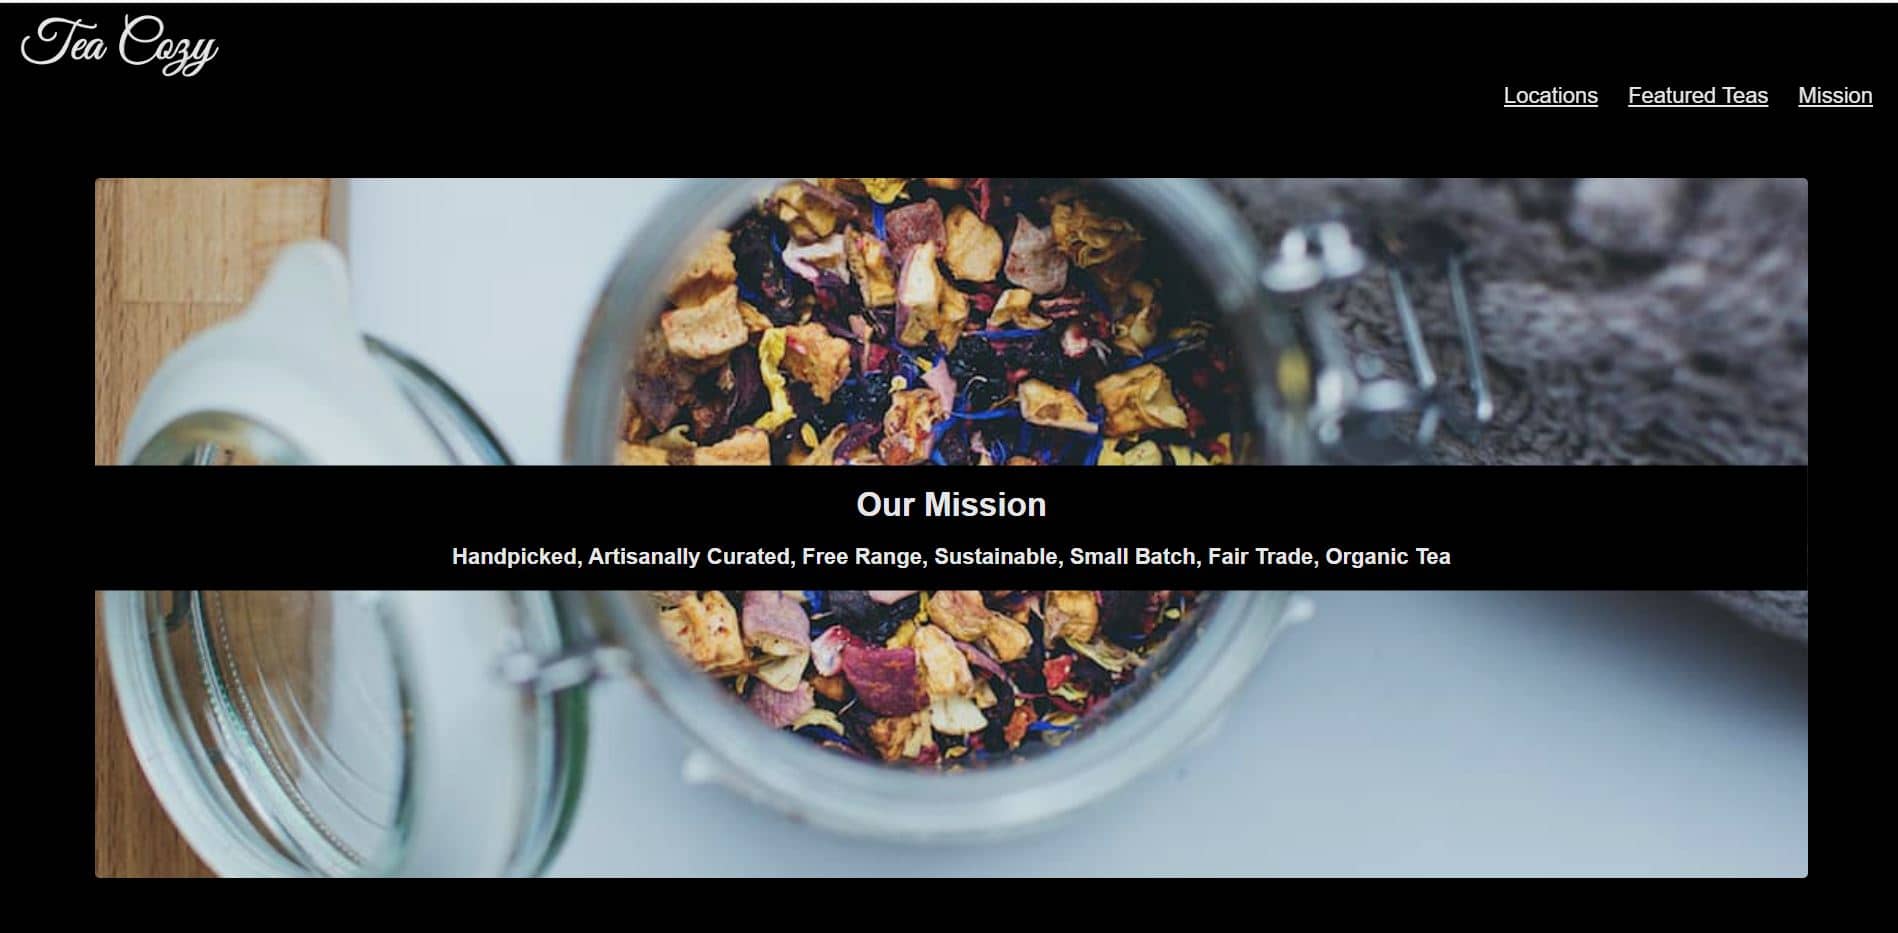 Tea Cozy
Locations Featured Teas Mission
Our Mission
Handpicked, Artisanally Curated, Free Range, Sustainable, Small Batch, Fair Trade, Organic Tea